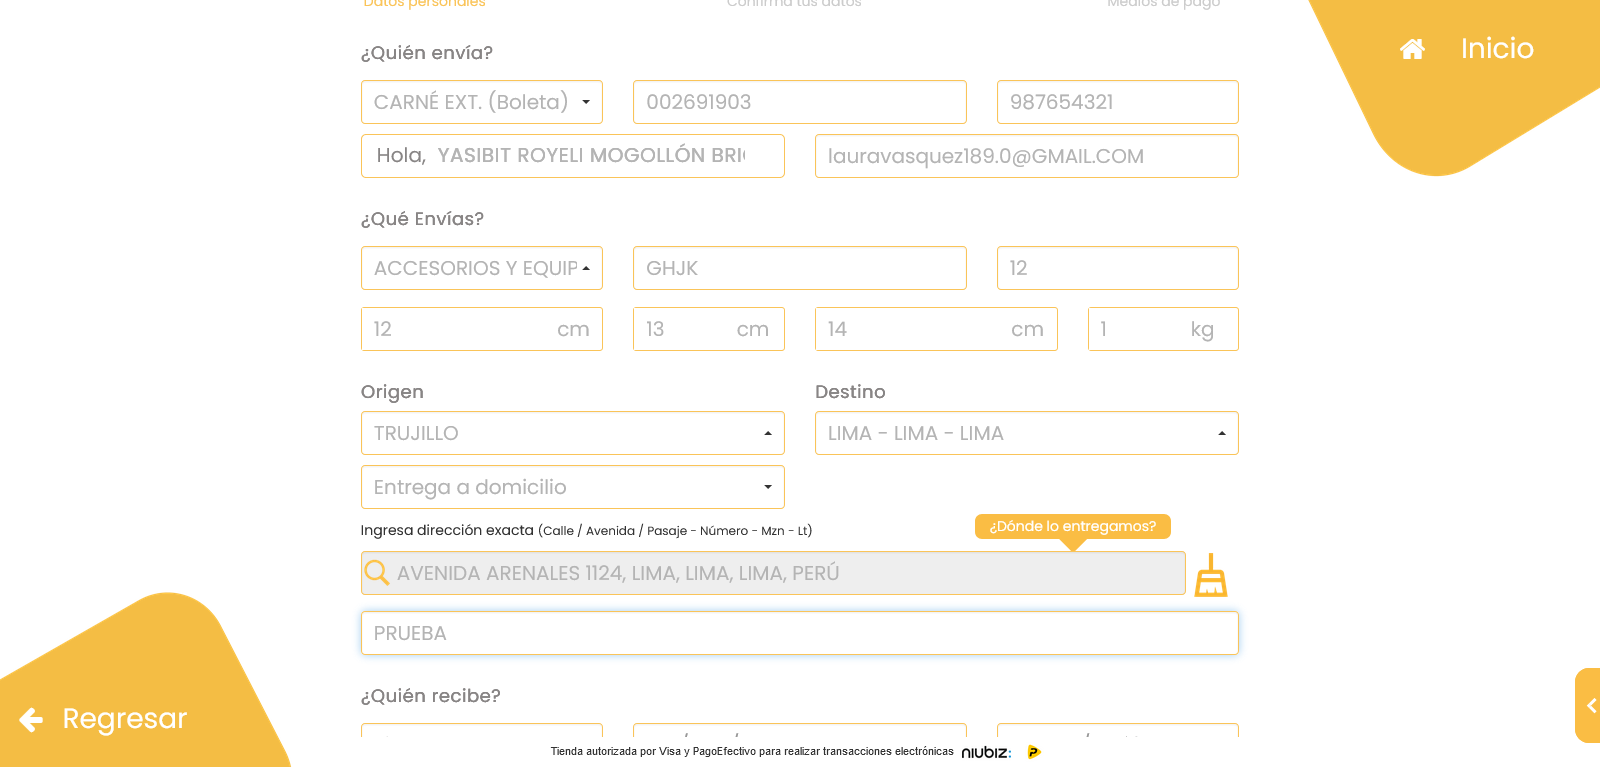 Datos personales Confirma tus datos Medios de pago
Inicio
¿Quién envía?
CARNÉ EXT. (Boleta) 002691903 987654321
Hola, YASIBIT ROYELI MOGOLLÓN lauravasquez189.0@GMAIL.COM
¿Qué Envías?
ACCESORIOS Y EQUIP GHJK 12
12 cm 13 cm 14 cm 1 kg
Origen Destino
TRUJILLO LIMA - LIMA - LIMA
Entrega a domicilio
Ingresa dirección exacta (Calle / Avenida / Pasaje - Número - Mzn - Lt) ¿Dónde lo entregamos?
AVENIDA ARENALES 1124, LIMA, LIMA, LIMA, PERÚ
PRUEBA
¿Quién recibe?
Regresar
Tienda autorizada por Visa y PagoEfectivo para realizar transacciones electrónicas niubiz: P